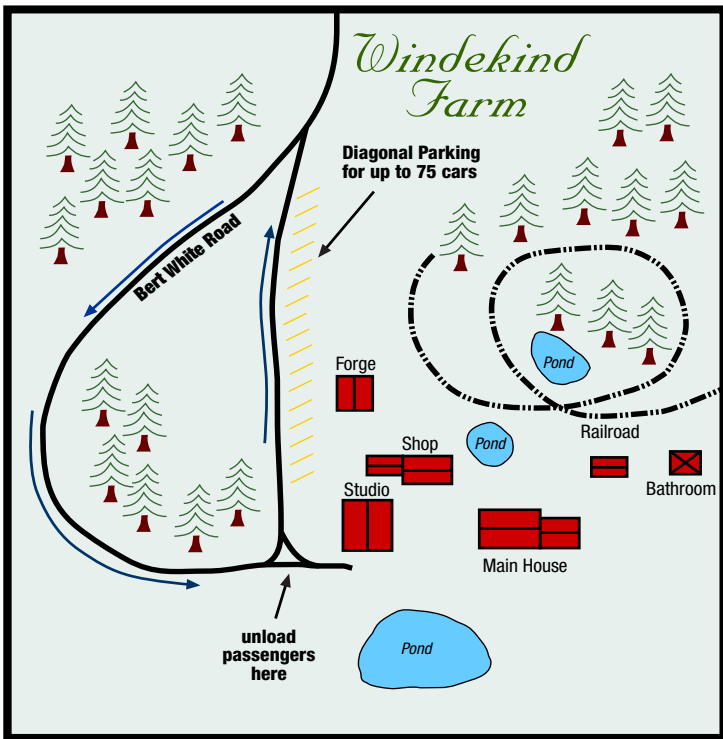 Windekind
Farm
Diagonal Parking
for up to 75 cars
Bert White Road
Pond
Forge
Shop
Pond
Railroad
Studio
Bathroom
Main House
unload
passengers
here
Pond